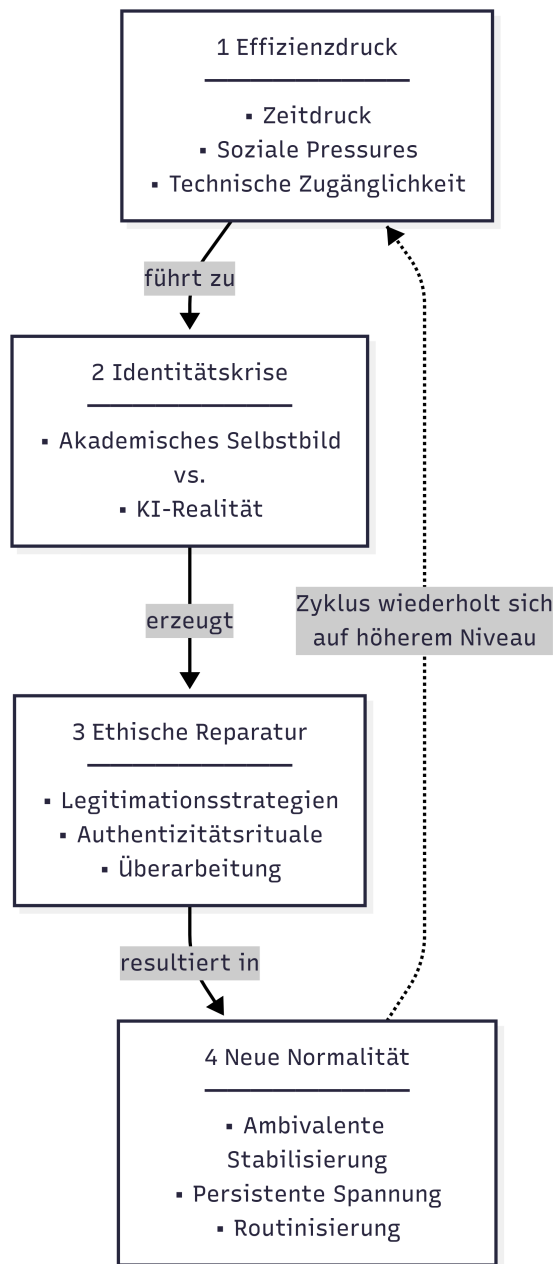 1 Effizienzdruck
▪ Zeitdruck
▪ Soziale Pressures
▪ Technische Zugänglichkeit
führt zu
2 Identitätskrise
▪ Akademisches Selbstbild
vs.
▪ KI-Realität
erzeugt
Zyklus wiederholt sich
auf höherem Niveau
3 Ethische Reparatur
▪ Legitimationsstrategien
▪ Authentizitätsrituale
▪ Überarbeitung
resultiert in
4 Neue Normalität
▪ Ambivalente
Stabilisierung
▪ Persistente Spannung
▪ Routinisierung